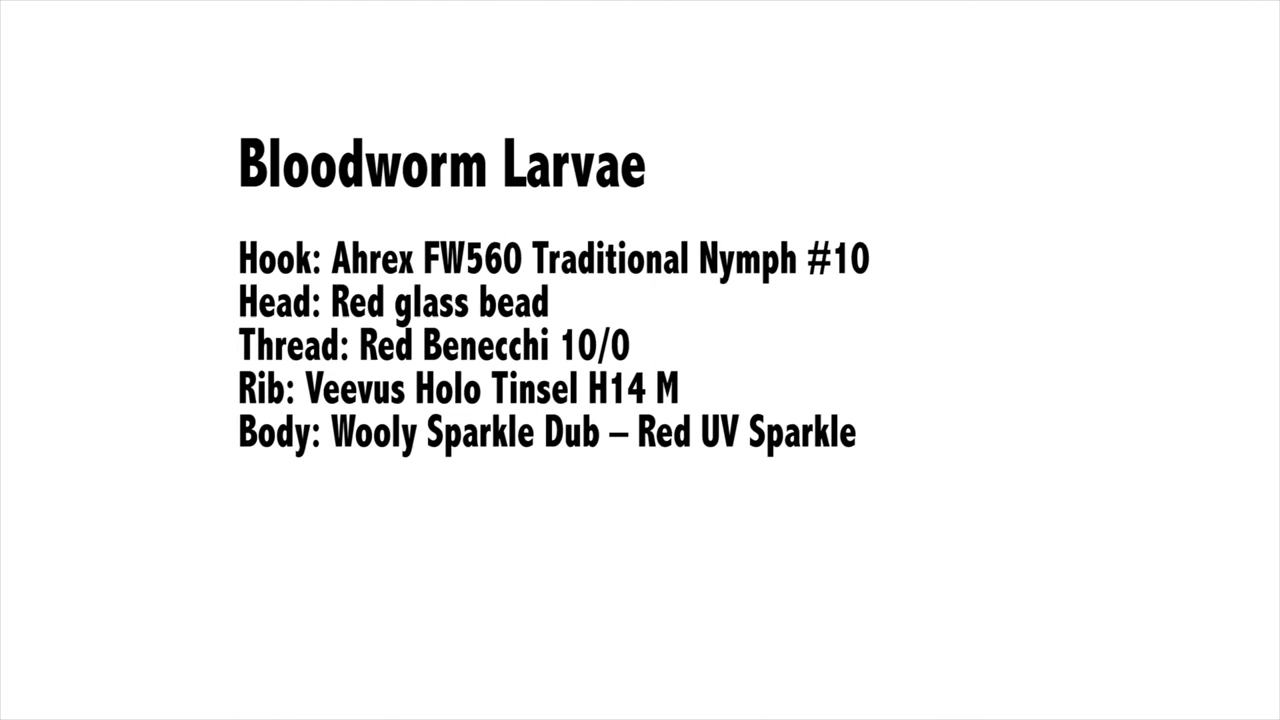 Bloodworm Larvae
Hook: Ahrex FW560 Traditional Nymph #10
Head: Red glass bead
Thread: Red Benecchi 10/0
Rib: Veevus Holo Tinsel H14 M
Body: Wooly Sparkle Dub – Red UV Sparkle